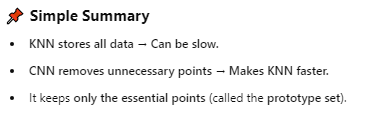 📌 Simple Summary
• KNN stores all data → Can be slow.
• CNN removes unnecessary points → Makes KNN faster.
• It keeps only the essential points (called the prototype set).